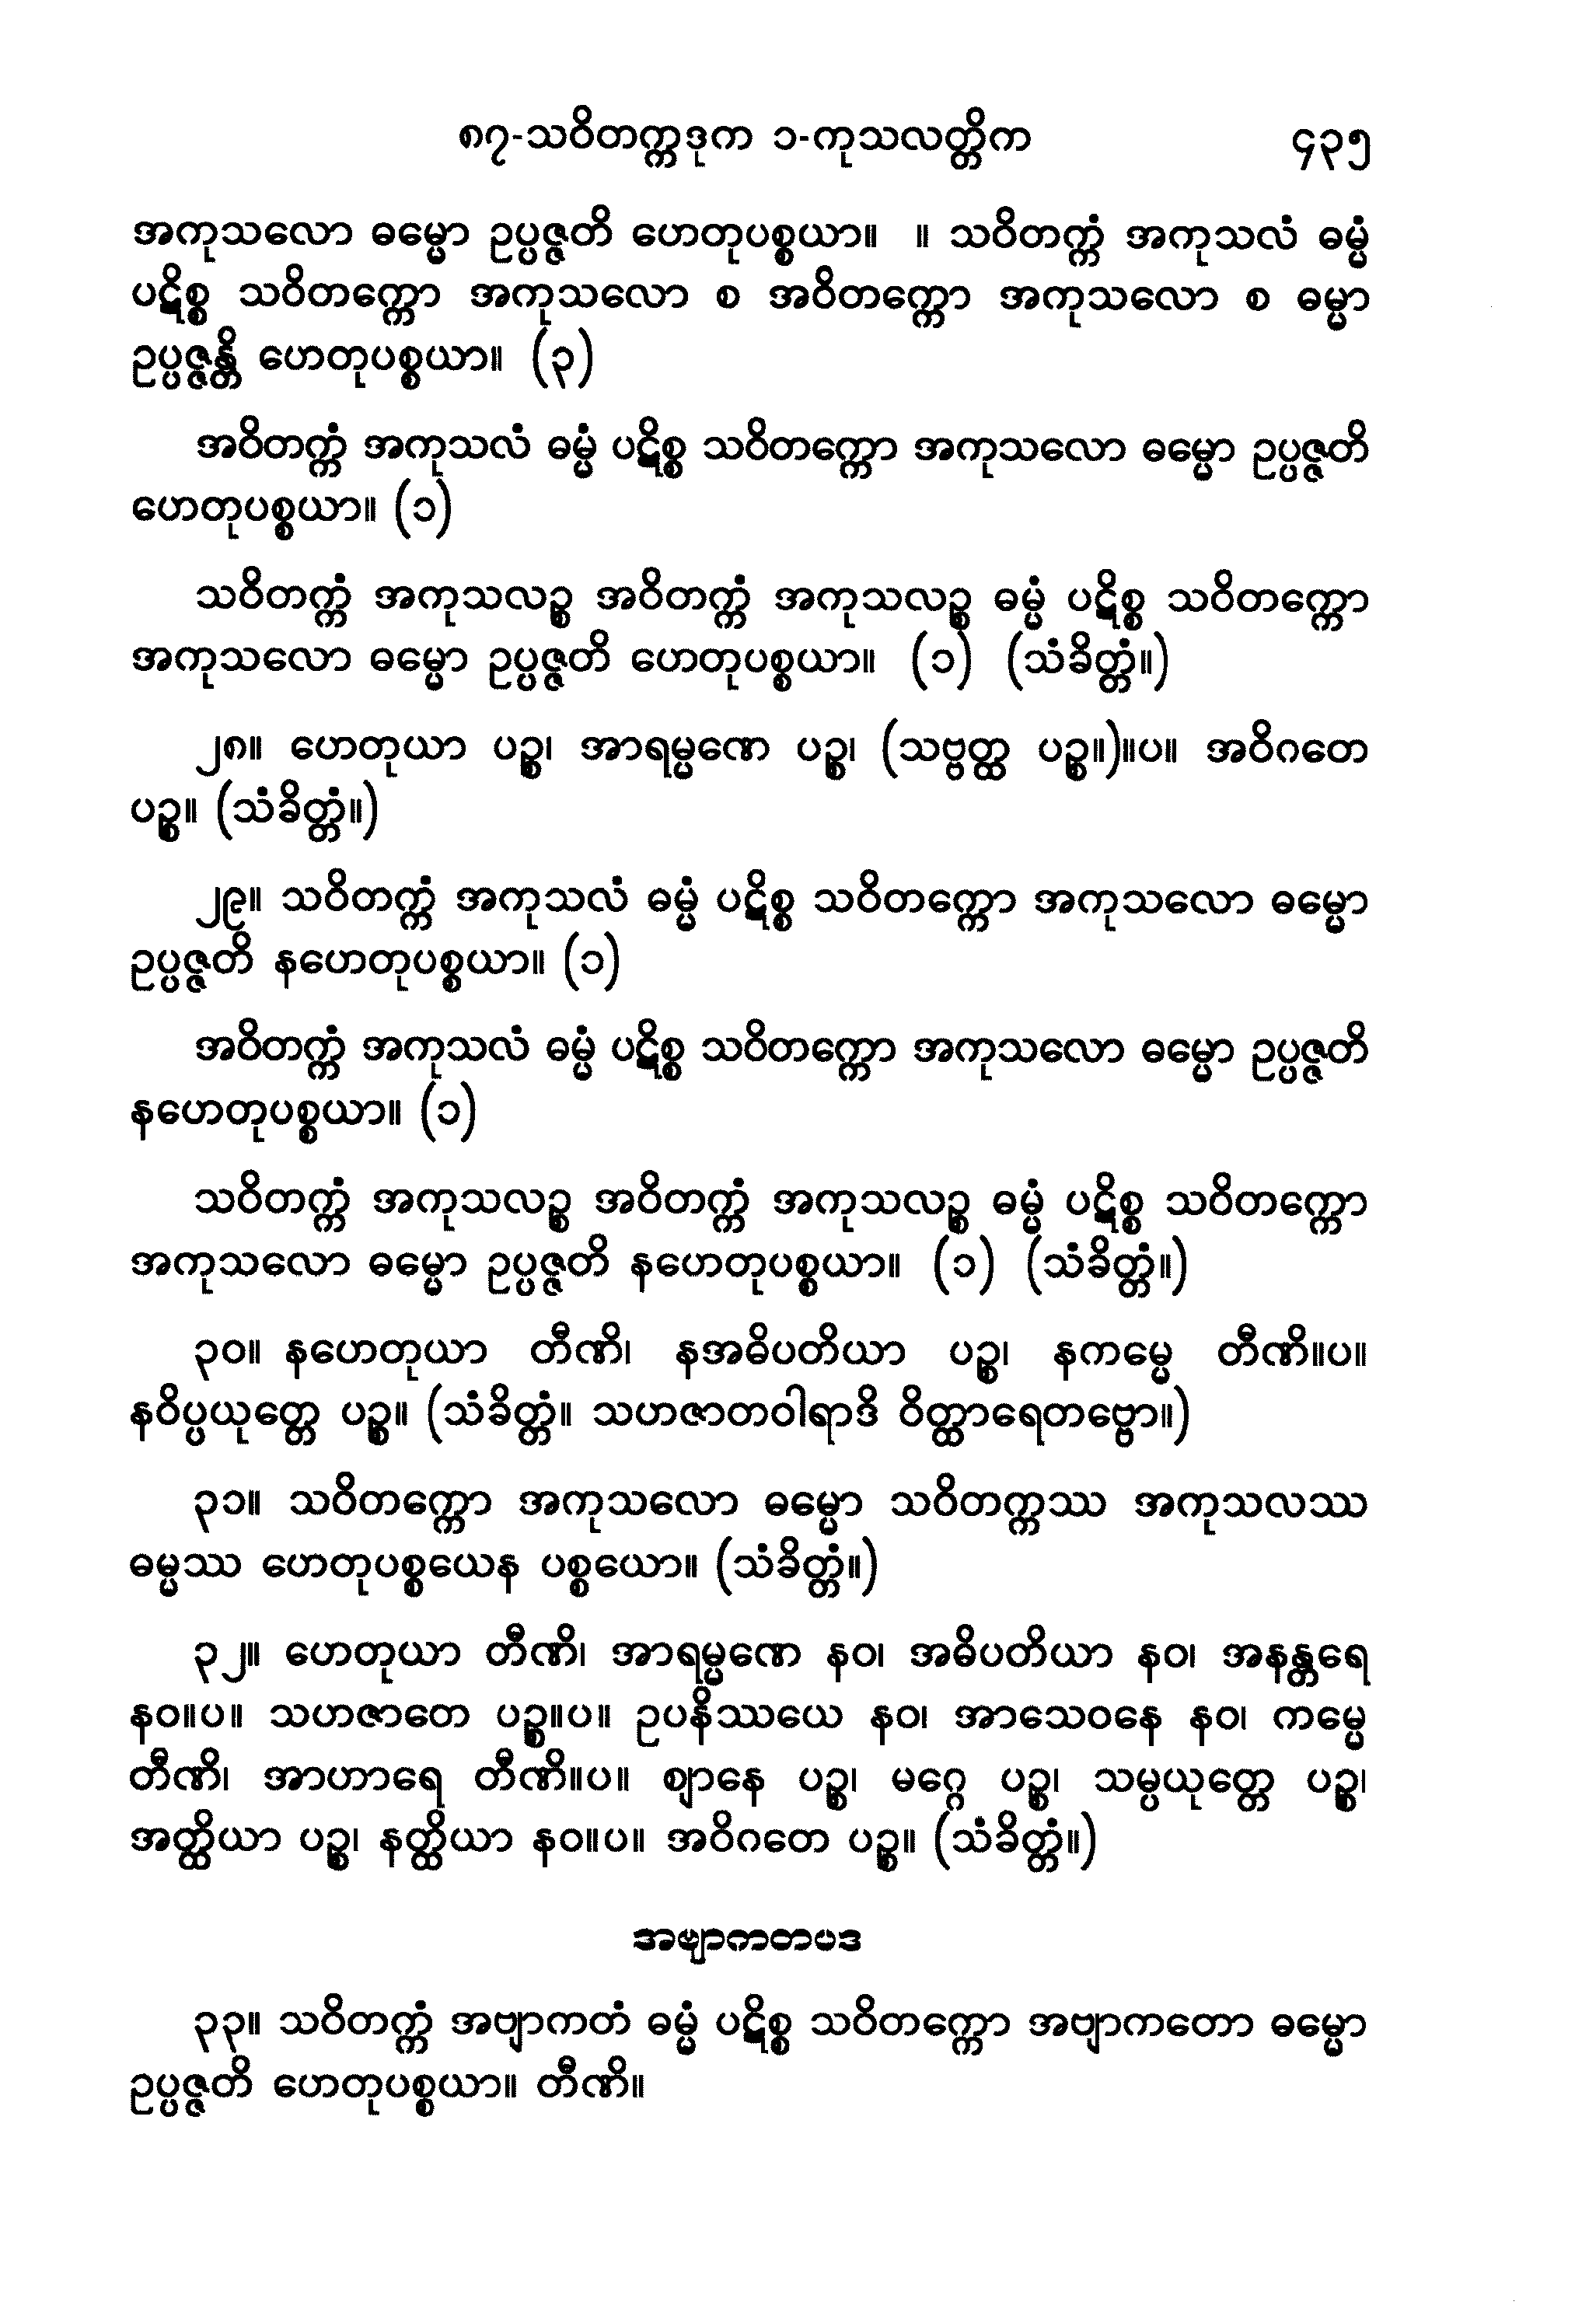 ၈၇-သဝိတက္ကဒုက ၁-ကုသလတ္တိက ၄၃၅
အကုသလော ဓမ္မော ဥပ္ပဇ္ဇတိ ဟေတုပစ္စယာ။ ။ သဝိတက္ကံ အကုသလံ ဓမ္မံ
ပဋိစ္စ သဝိတက္ကော အကုသလော စ အဝိတက္ကော အကုသလော စ ဓမ္မာ
ဥပ္ပဇ္ဇန္တိ ဟေတုပစ္စယာ။ (၃)
အဝိတက္ကံ အကုသလံ ဓမ္မံ ပဋိစ္စ သဝိတက္ကော အကုသလော ဓမ္မော ဥပ္ပဇ္ဇတိ
ဟေတုပစ္စယာ။ (၁)
သဝိတက္ကံ အကုသလဉ္စ အဝိတက္ကံ အကုသလဉ္စ ဓမ္မံ ပဋိစ္စ သဝိတက္ကော
အကုသလော ဓမ္မော ဥပ္ပဇ္ဇတိ ဟေတုပစ္စယာ။ (၁) (သံခိတ္တံ။)
၂၈။ ဟေတုယာ ပဉ္စ၊ အာရမ္မဏေ ပဉ္စ၊ (သဗ္ဗတ္ထ ပဉ္စ။)။ပ။ အဝိဂတေ
ပဉ္စ။ (သံခိတ္တံ။)
၂၉။ သဝိတက္ကံ အကုသလံ ဓမ္မံ ပဋိစ္စ သဝိတက္ကော အကုသလော ဓမ္မော
ဥပ္ပဇ္ဇတိ နဟေတုပစ္စယာ။ (၁)
အဝိတက္ကံ အကုသလံ ဓမ္မံ ပဋိစ္စ သဝိတက္ကော အကုသလော ဓမ္မော ဥပ္ပဇ္ဇတိ
နဟေတုပစ္စယာ။ (၁)
သဝိတက္ကံ အကုသလဉ္စ အဝိတက္ကံ အကုသလဉ္စ ဓမ္မံ ပဋိစ္စ သဝိတက္ကော
အကုသလော ဓမ္မော ဥပ္ပဇ္ဇတိ နဟေတုပစ္စယာ။ (၁) (သံခိတ္တံ။)
၃၀။ နဟေတုယာ တီဏိ၊ နအဓိပတိယာ ပဉ္စ၊ နကမ္မေ တီဏိ။ပ။
နဝိပ္ပယုတ္တေ ပဉ္စ။ (သံခိတ္တံ။ သဟဇာတဝါရာဒိ ဝိတ္ထာရေတဗ္ဗော။)
၃၁။ သဝိတက္ကော အကုသလော ဓမ္မော သဝိတက္ကဿ အကုသလဿ
ဓမ္မဿ ဟေတုပစ္စယေန ပစ္စယော။ (သံခိတ္တံ။)
၃၂။ ဟေတုယာ တီဏိ၊ အာရမ္မဏေ နဝ၊ အဓိပတိယာ နဝ၊ အနန္တရေ
နဝ။ပ။ သဟဇာတေ ပဉ္စ။ပ။ ဥပနိဿယေ နဝ၊ အာသေဝနေ နဝ၊ ကမ္မေ
တီဏိ၊ အာဟာရေ တီဏိ။ပ။ ဈာနေ ပဉ္စ၊ မဂ္ဂေ ပဉ္စ၊ သမ္ပယုတ္တေ ပဉ္စ၊
အတ္ထိယာ ပဉ္စ၊ နတ္ထိယာ နဝ။ပ။ အဝိဂတေ ပဉ္စ။ (သံခိတ္တံ။)
အဗျာကတပဒ
၃၃။ သဝိတက္ကံ အဗျာကတံ ဓမ္မံ ပဋိစ္စ သဝိတက္ကော အဗျာကတော ဓမ္မော
ဥပ္ပဇ္ဇတိ ဟေတုပစ္စယာ။ တီဏိ။